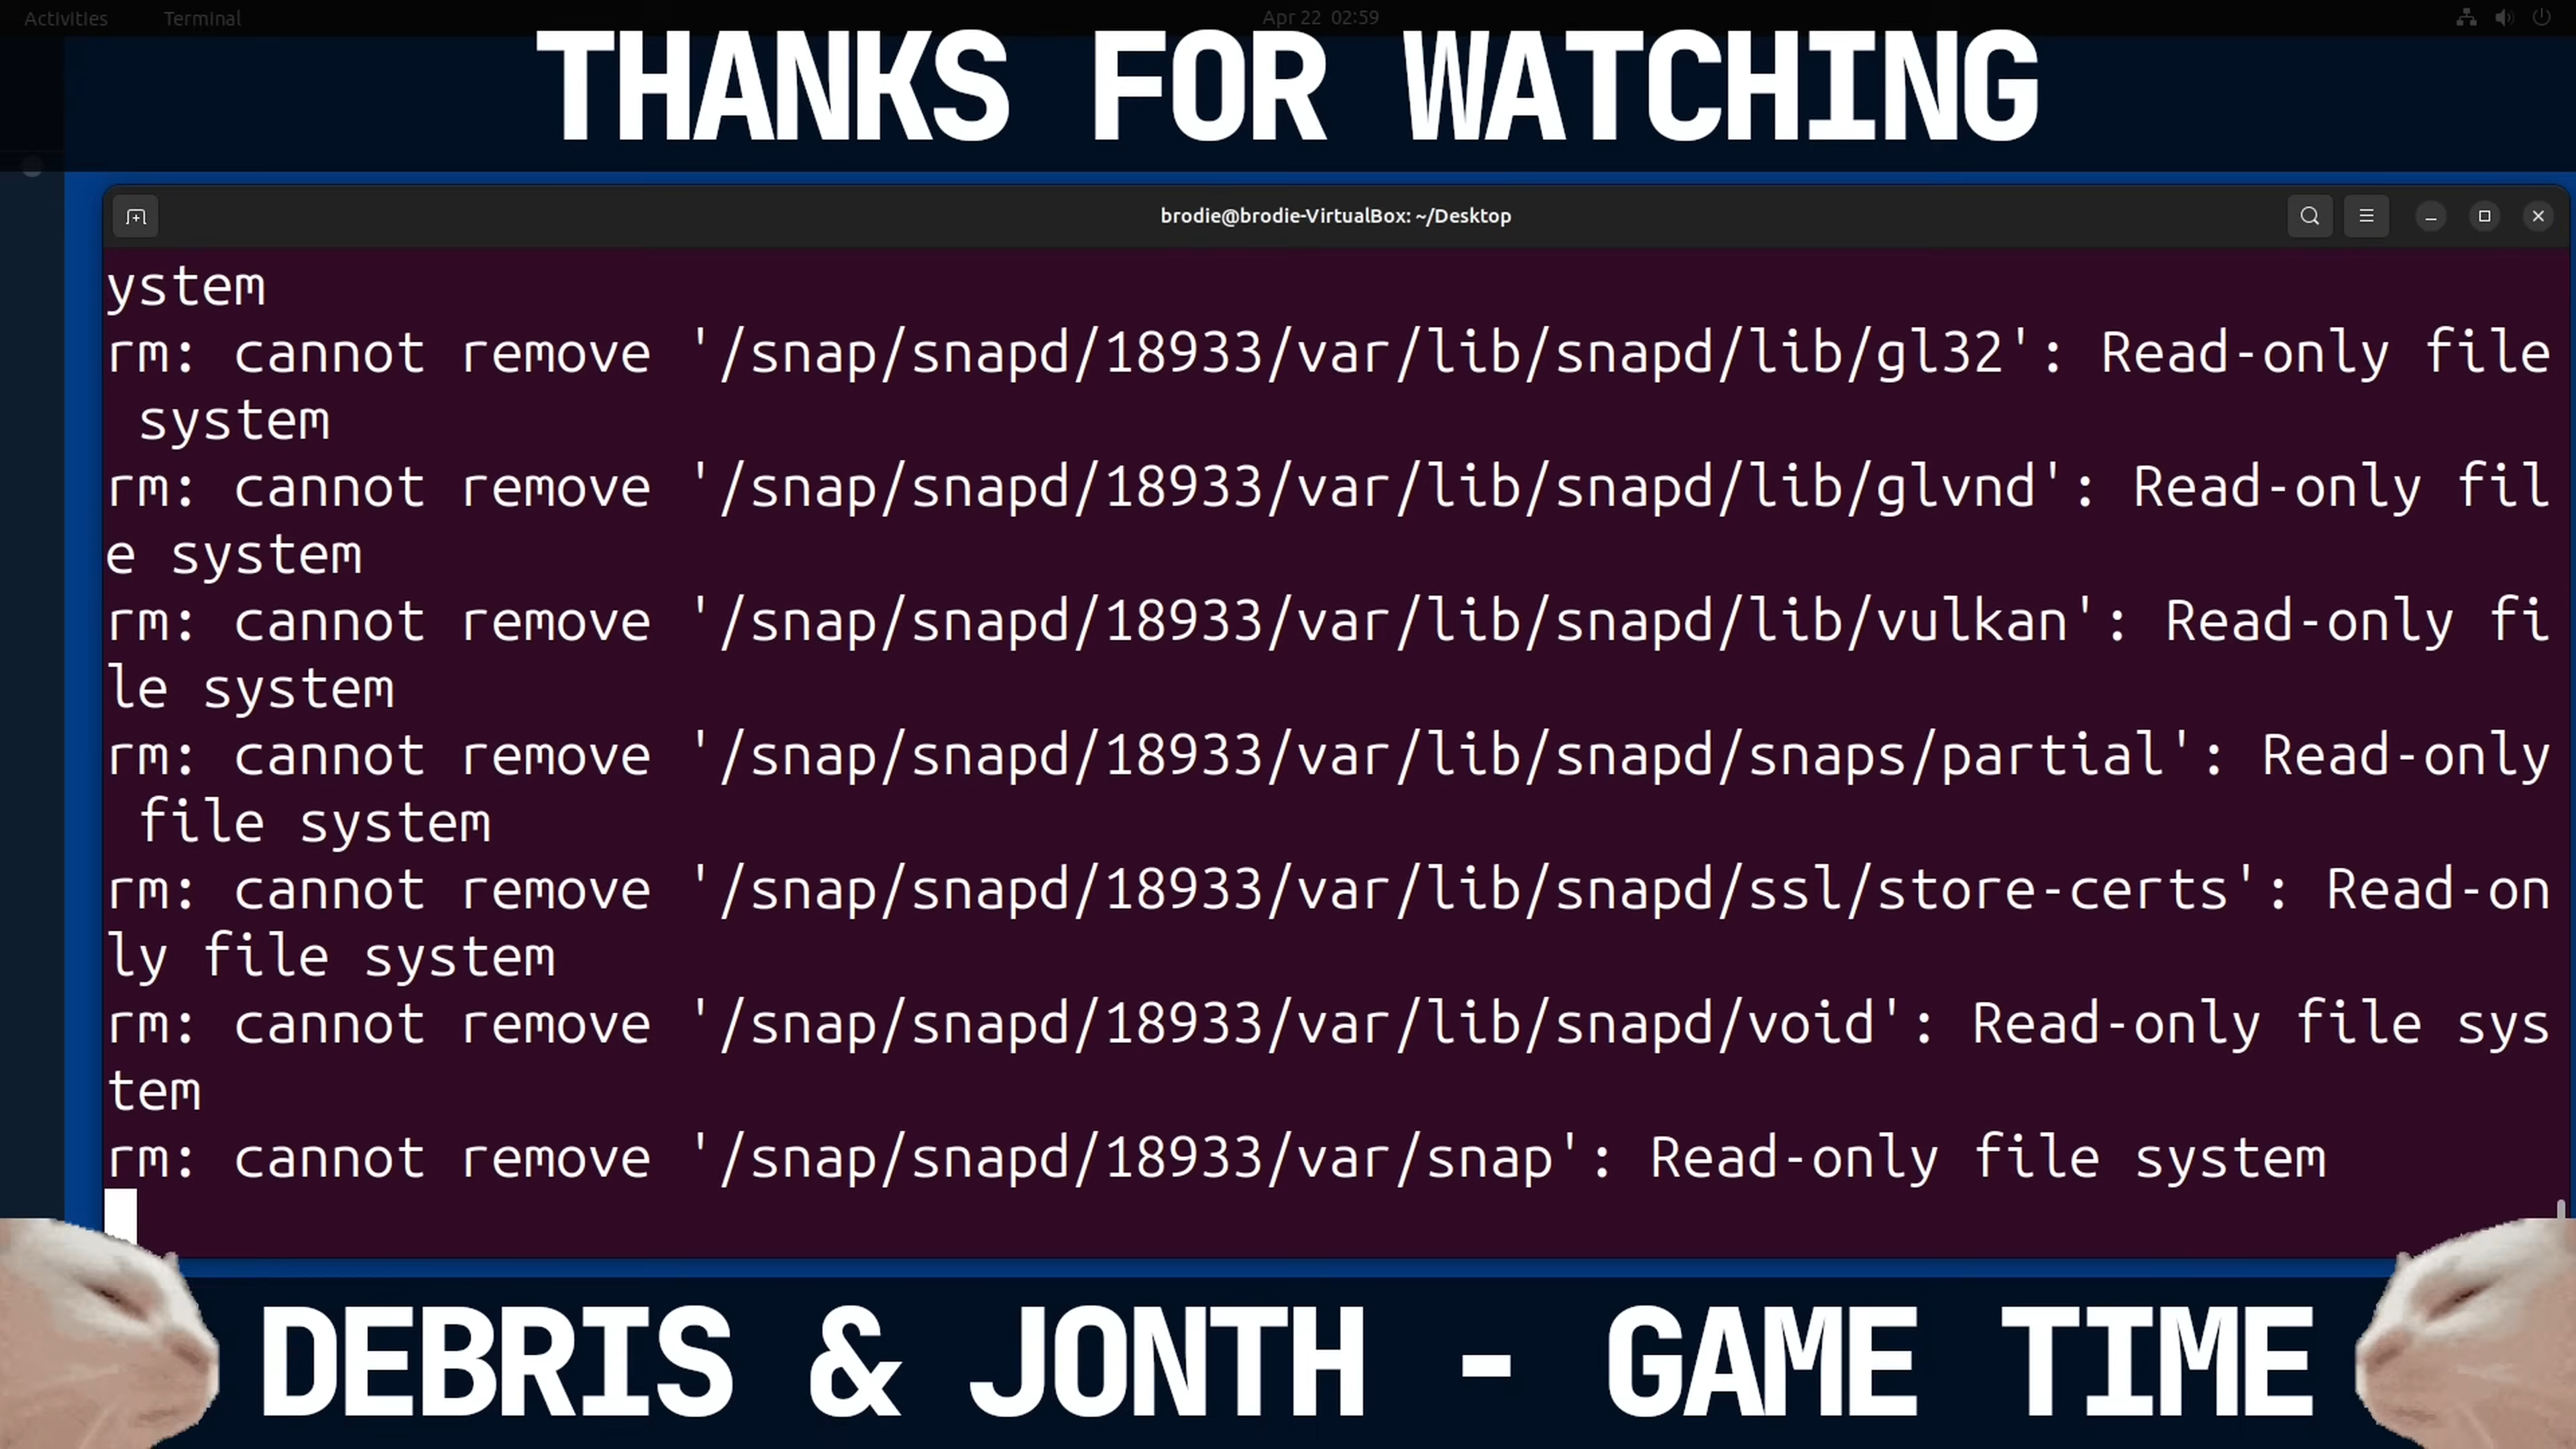 Activities Terminal Apr 22 02:59
THANKS FOR WATCHING
brodie@brodie-VirtualBox: ~/Desktop
ystem
rm: cannot remove '/snap/snapd/18933/var/lib/snapd/lib/gl32': Read-only file
system
rm: cannot remove '/snap/snapd/18933/var/lib/snapd/lib/glvnd': Read-only fil
e system
rm: cannot remove '/snap/snapd/18933/var/lib/snapd/lib/vulkan': Read-only fi
le system
rm: cannot remove '/snap/snapd/18933/var/lib/snapd/snaps/partial': Read-only
file system
rm: cannot remove '/snap/snapd/18933/var/lib/snapd/ssl/store-certs': Read-on
ly file system
rm: cannot remove '/snap/snapd/18933/var/lib/snapd/void': Read-only file sys
tem
rm: cannot remove '/snap/snapd/18933/var/snap': Read-only file system
DEBRIS & JONTH - GAME TIME